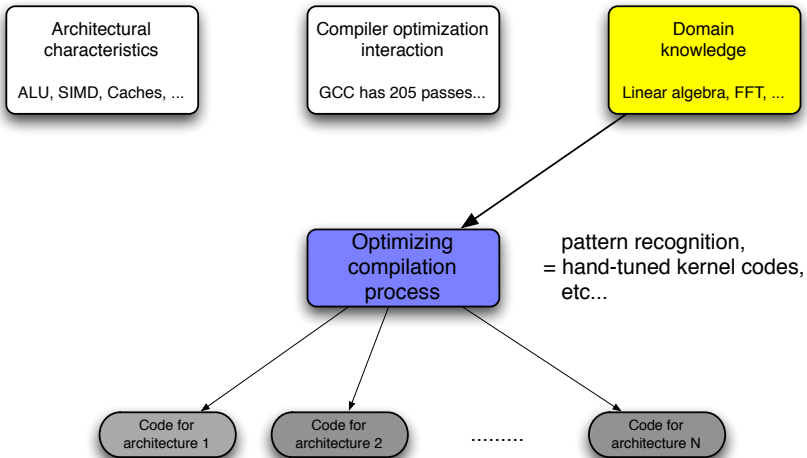 Architectural
characteristics
ALU, SIMD, Caches, ...
Compiler optimization
interaction
GCC has 205 passes...
Domain
knowledge
Linear algebra, FFT, ...
Optimizing
compilation
process
pattern recognition,
= hand-tuned kernel codes,
etc...
Code for
architecture 1
Code for
architecture 2
.........
Code for
architecture N